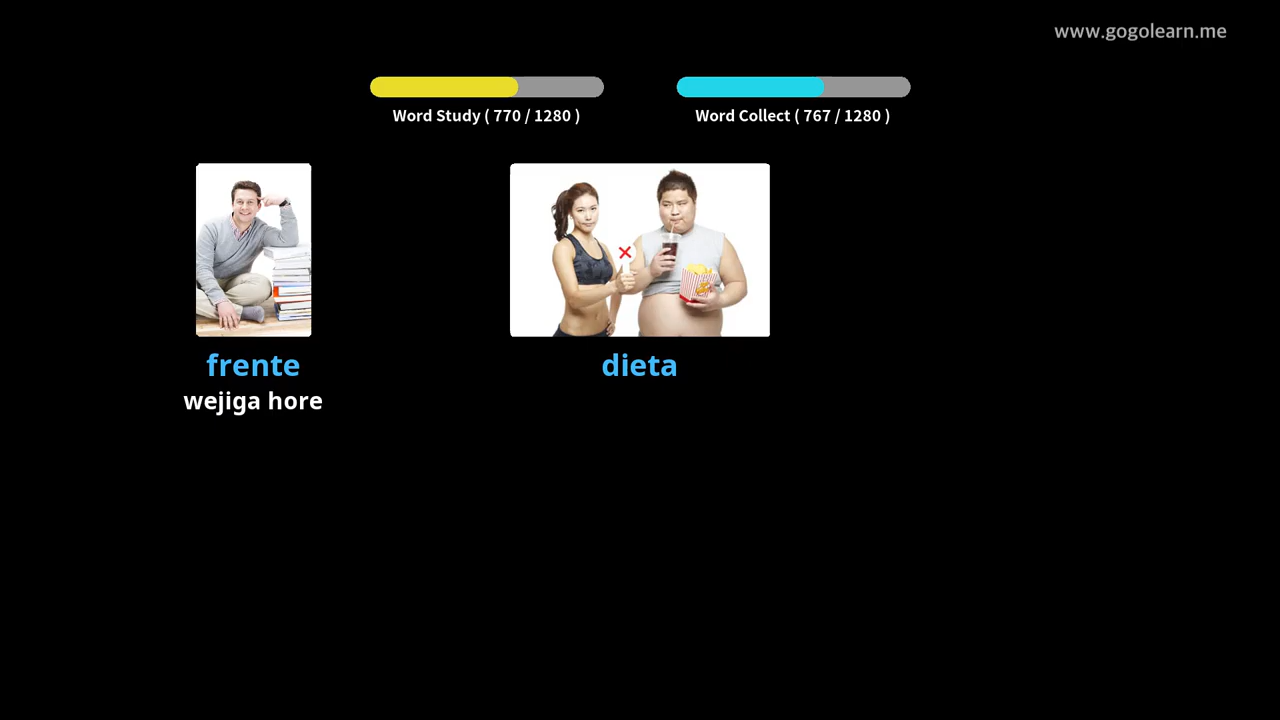 www.gogolearn.me
Word Study ( 770 / 1280 )
Word Collect ( 767 / 1280 )
frente
wejiga hore
dieta